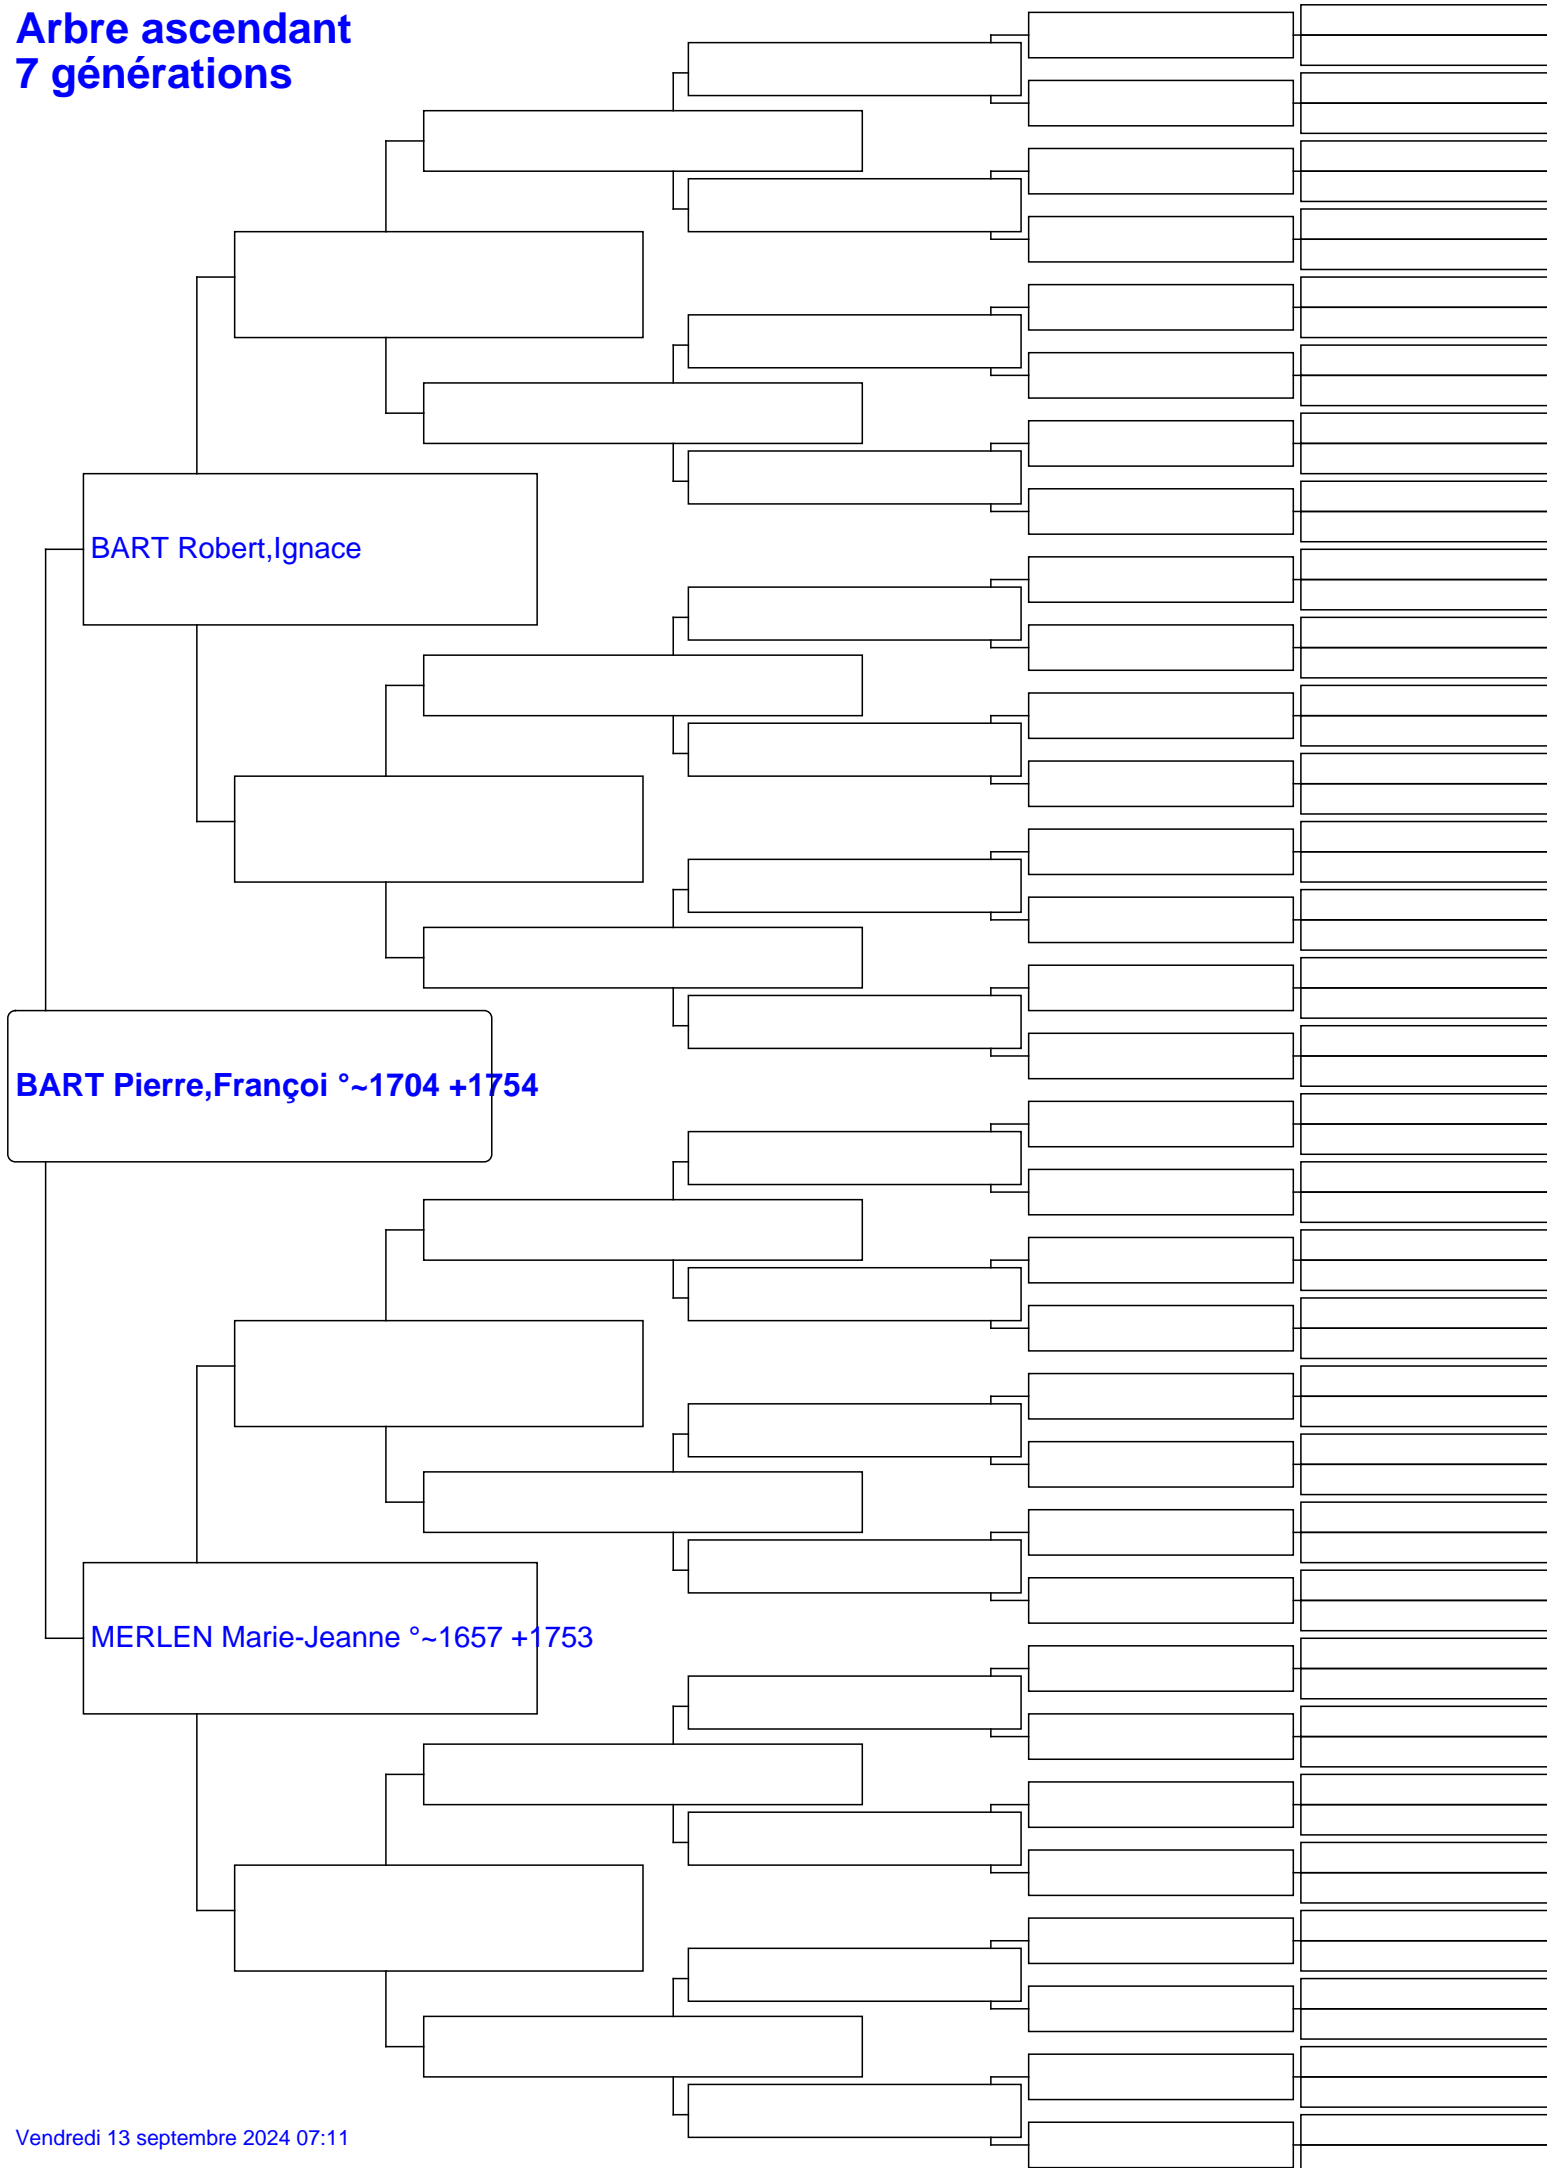 Arbre ascendant
7 générations
BART Robert,Ignace
BART Pierre,Françoi °~1704 +1754
MERLEN Marie-Jeanne °~1657 +1753
Vendredi 13 septembre 2024 07:11